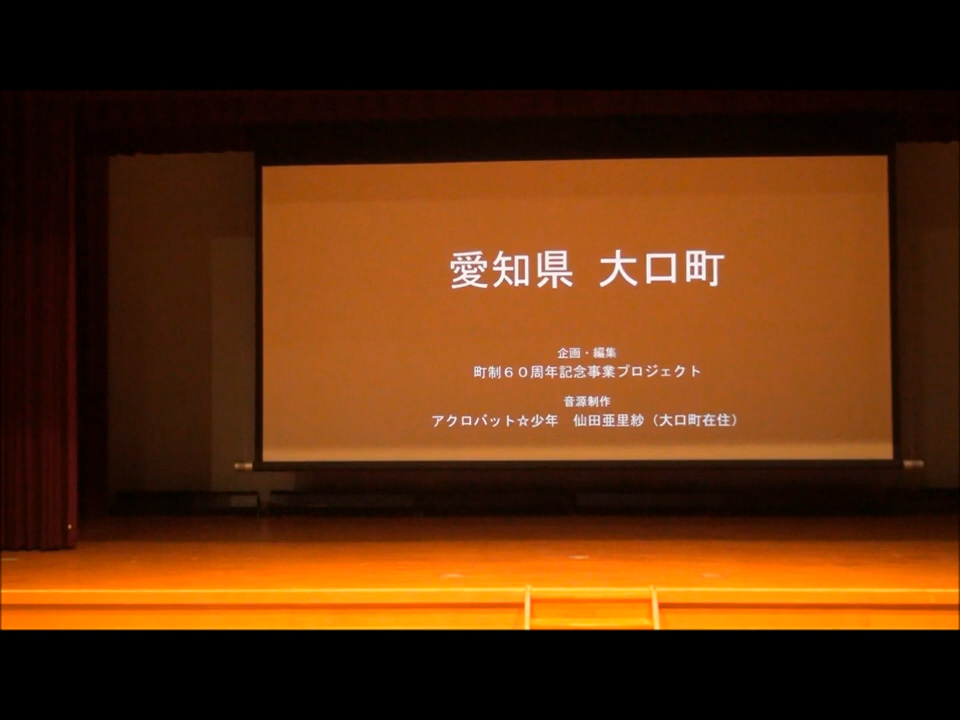 愛知県 大口町
企画・編集
町制６０周年記念事業プロジェクト
音源制作
アクロバット☆少年　仙田亜里紗（大口町在住）